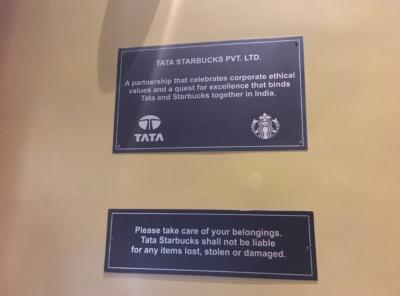 TATA STARBUCKS PVT. LTD.
A partnership that celebrates corporate ethical
values and a quest for excellence that binds
Tata and Starbucks together in India.
TATA
Please take care of your belongings.
Tata Starbucks shall not be liable
for any items lost, stolen or damaged.